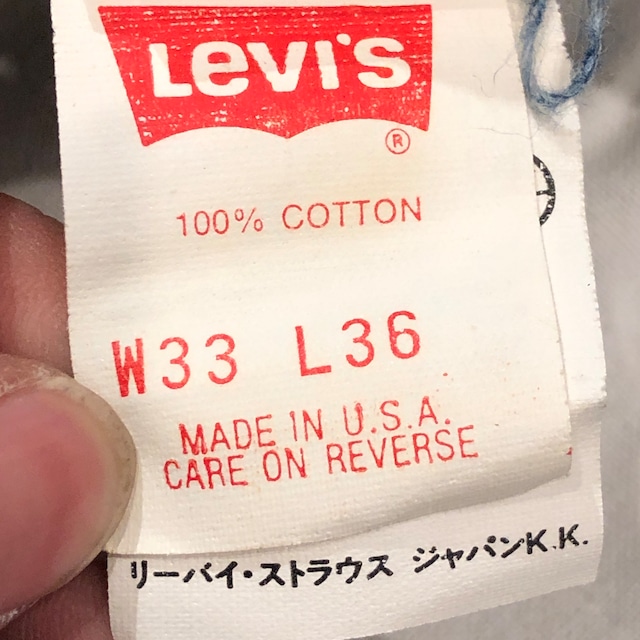 Levi's
®
100% COTTON
W33 L36
MADE IN U.S.A.
CARE ON REVERSE
リーバイ・ストラウス ジャパンK.K.